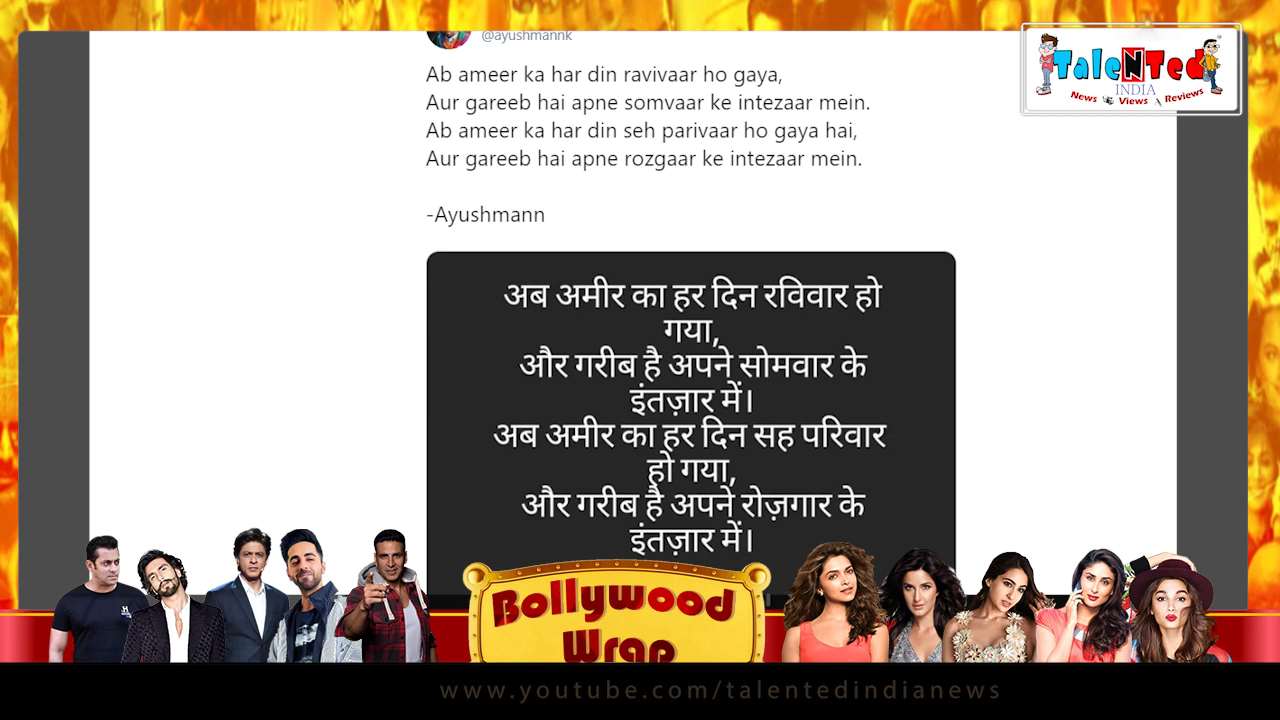 @ayushmannk
TaleNTed
INDIA
News Views Reviews
Ab ameer ka har din ravivaar ho gaya,
Aur gareeb hai apne somvaar ke intezaar mein.
Ab ameer ka har din seh parivaar ho gaya hai,
Aur gareeb hai apne rozgaar ke intezaar mein.
-Ayushmann
अब अमीर का हर दिन रविवार हो
गया,
और गरीब है अपने सोमवार के
इंतज़ार में।
अब अमीर का हर दिन सह परिवार
हो गया,
और गरीब है अपने रोज़गार के
इंतज़ार में।
Bollywood
Wrap
www.youtube.com/talentedindianews